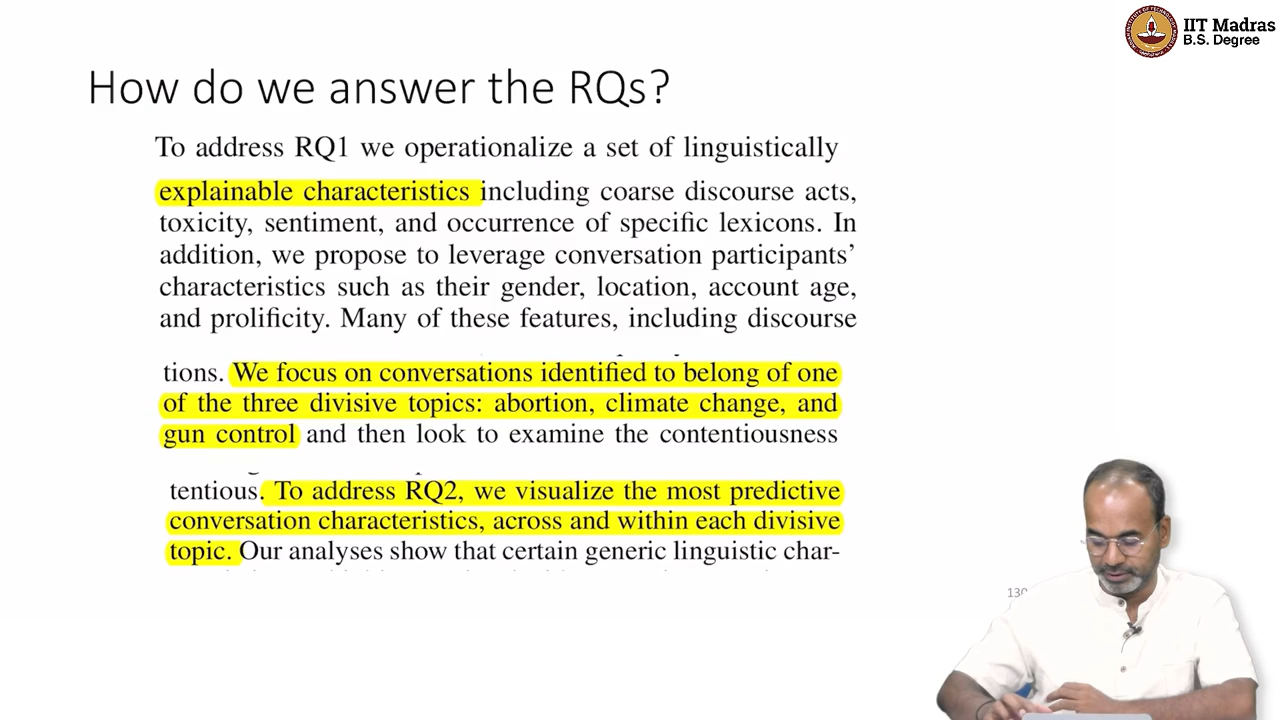 IIT Madras
B.S. Degree
How do we answer the RQs?
To address RQ1 we operationalize a set of linguistically
explainable characteristics including coarse discourse acts,
toxicity, sentiment, and occurrence of specific lexicons. In
addition, we propose to leverage conversation participants’
characteristics such as their gender, location, account age,
and prolificity. Many of these features, including discourse
tions. We focus on conversations identified to belong of one
of the three divisive topics: abortion, climate change, and
gun control and then look to examine the contentiousness
tentious. To address RQ2, we visualize the most predictive
conversation characteristics, across and within each divisive
topic. Our analyses show that certain generic linguistic char-
130